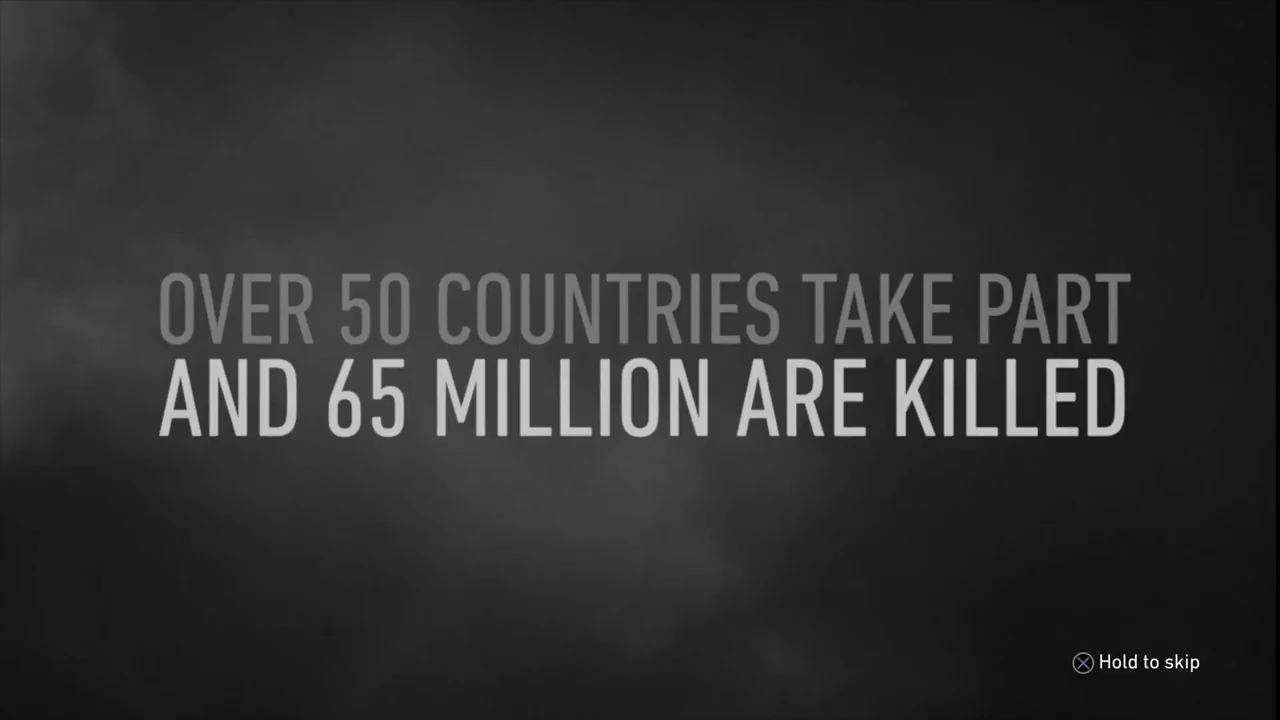 OVER 50 COUNTRIES TAKE PART
AND 65 MILLION ARE KILLED
Hold to skip